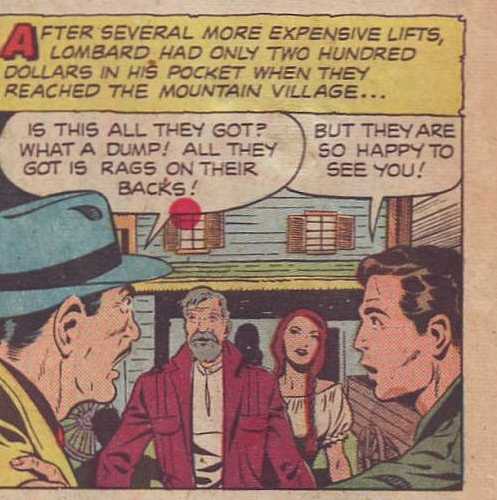 AFTER SEVERAL MORE EXPENSIVE LIFTS,
LOMBARD HAD ONLY TWO HUNDRED
DOLLARS IN HIS POCKET WHEN THEY
REACHED THE MOUNTAIN VILLAGE...
IS THIS ALL THEY GOT?
WHAT A DUMP! ALL THEY
GOT IS RAGS ON THEIR
BACKS!
BUT THEY ARE
SO HAPPY TO
SEE YOU!